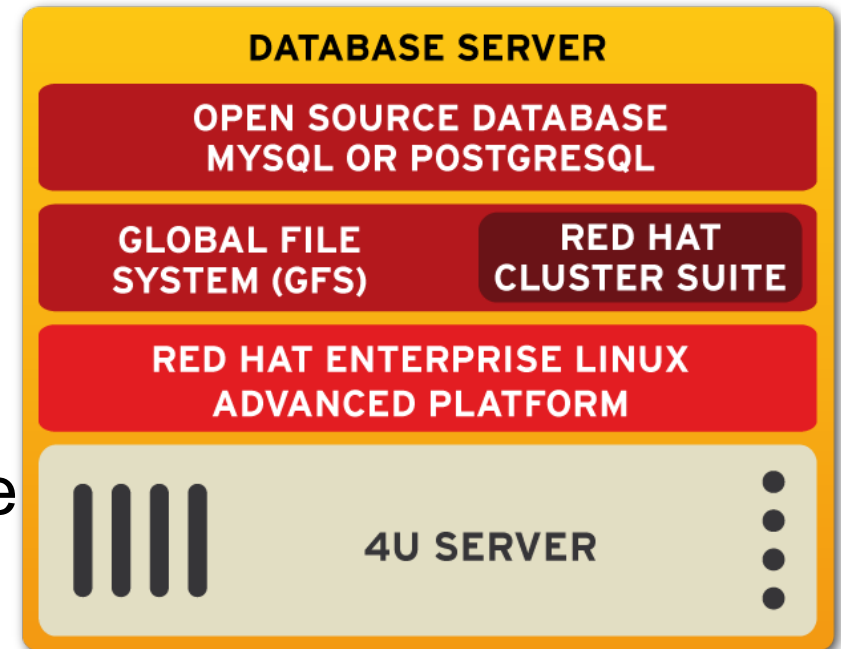 DATABASE SERVER
OPEN SOURCE DATABASE
MYSQL OR POSTGRESQL
GLOBAL FILE
SYSTEM (GFS)
RED HAT
CLUSTER SUITE
RED HAT ENTERPRISE LINUX
ADVANCED PLATFORM
e
4U SERVER